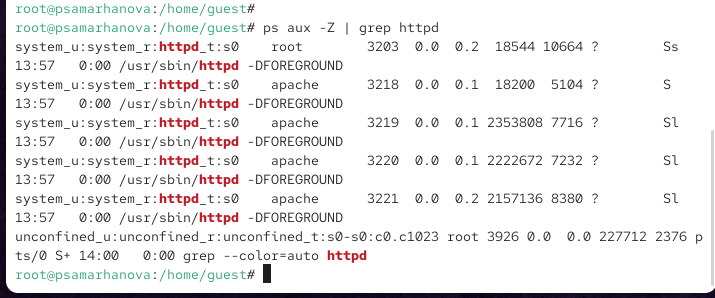 root@psamarhanova:/home/guest#
root@psamarhanova:/home/guest# ps aux -Z | grep httpd
system_u:system_r:httpd_t:s0    root        3203  0.0  0.2  18544 10664 ?        Ss
13:57   0:00 /usr/sbin/httpd -DFOREGROUND
system_u:system_r:httpd_t:s0    apache      3218  0.0  0.1  18200  5104 ?        S
13:57   0:00 /usr/sbin/httpd -DFOREGROUND
system_u:system_r:httpd_t:s0    apache      3219  0.0  0.1 2353808 7716 ?        Sl
13:57   0:00 /usr/sbin/httpd -DFOREGROUND
system_u:system_r:httpd_t:s0    apache      3220  0.0  0.1 2222672 7232 ?        Sl
13:57   0:00 /usr/sbin/httpd -DFOREGROUND
system_u:system_r:httpd_t:s0    apache      3221  0.0  0.2 2157136 8380 ?        Sl
13:57   0:00 /usr/sbin/httpd -DFOREGROUND
unconfined_u:unconfined_r:unconfined_t:s0-s0:c0.c1023 root 3926 0.0  0.0 227712 2376 p
ts/0 S+ 14:00   0:00 grep --color=auto httpd
root@psamarhanova:/home/guest#